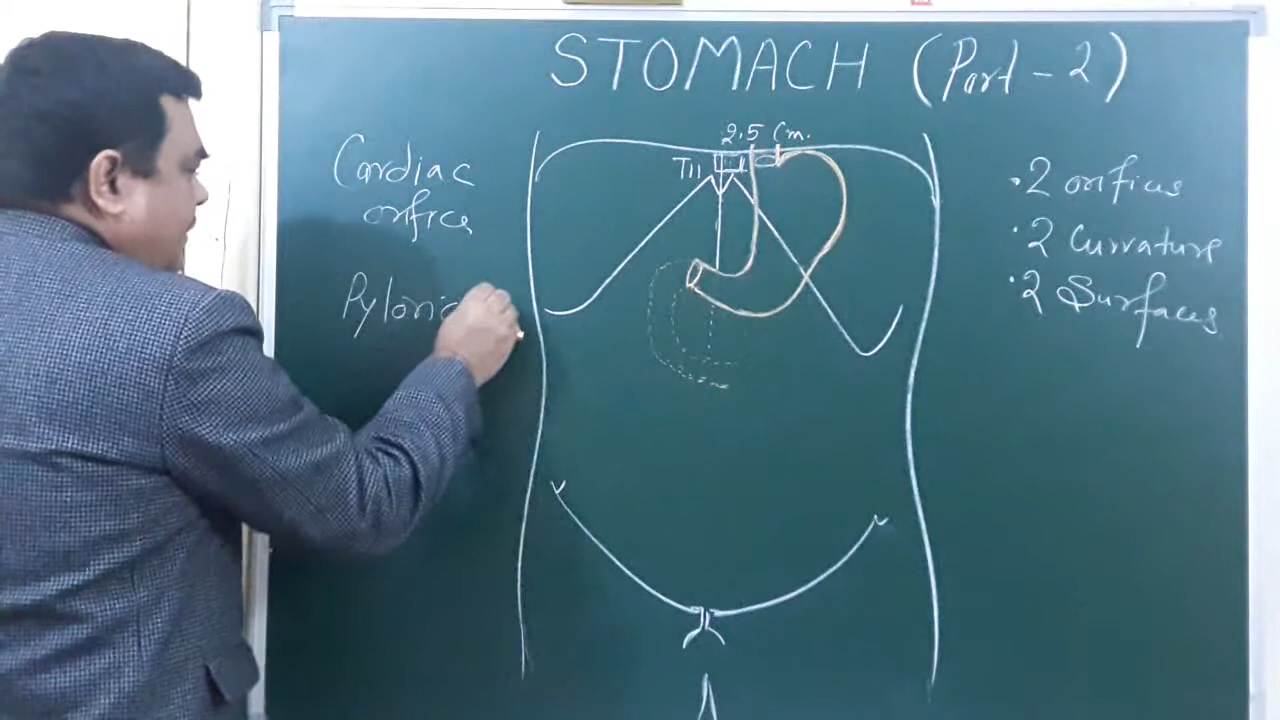 STOMACH (Part - 2)
2.5 Cm.
T11
Cardiac
orifice
Pyloric
• 2 orifices
• 2 Curvature
• 2 Surfaces